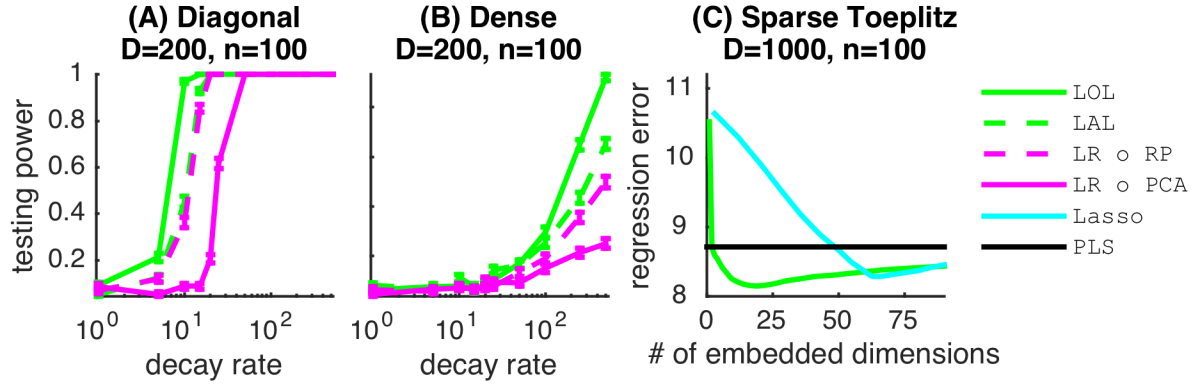 (A) Diagonal
D=200, n=100
(B) Dense
D=200, n=100
(C) Sparse Toeplitz
D=1000, n=100
testing power
1
0.8
0.6
0.4
0.2
10^0
10^1
10^2
decay rate
10^0
10^1
10^2
decay rate
regression error
11
10
9
8
0
25
50
75
# of embedded dimensions
LOL
LAL
LR o RP
LR o PCA
Lasso
PLS